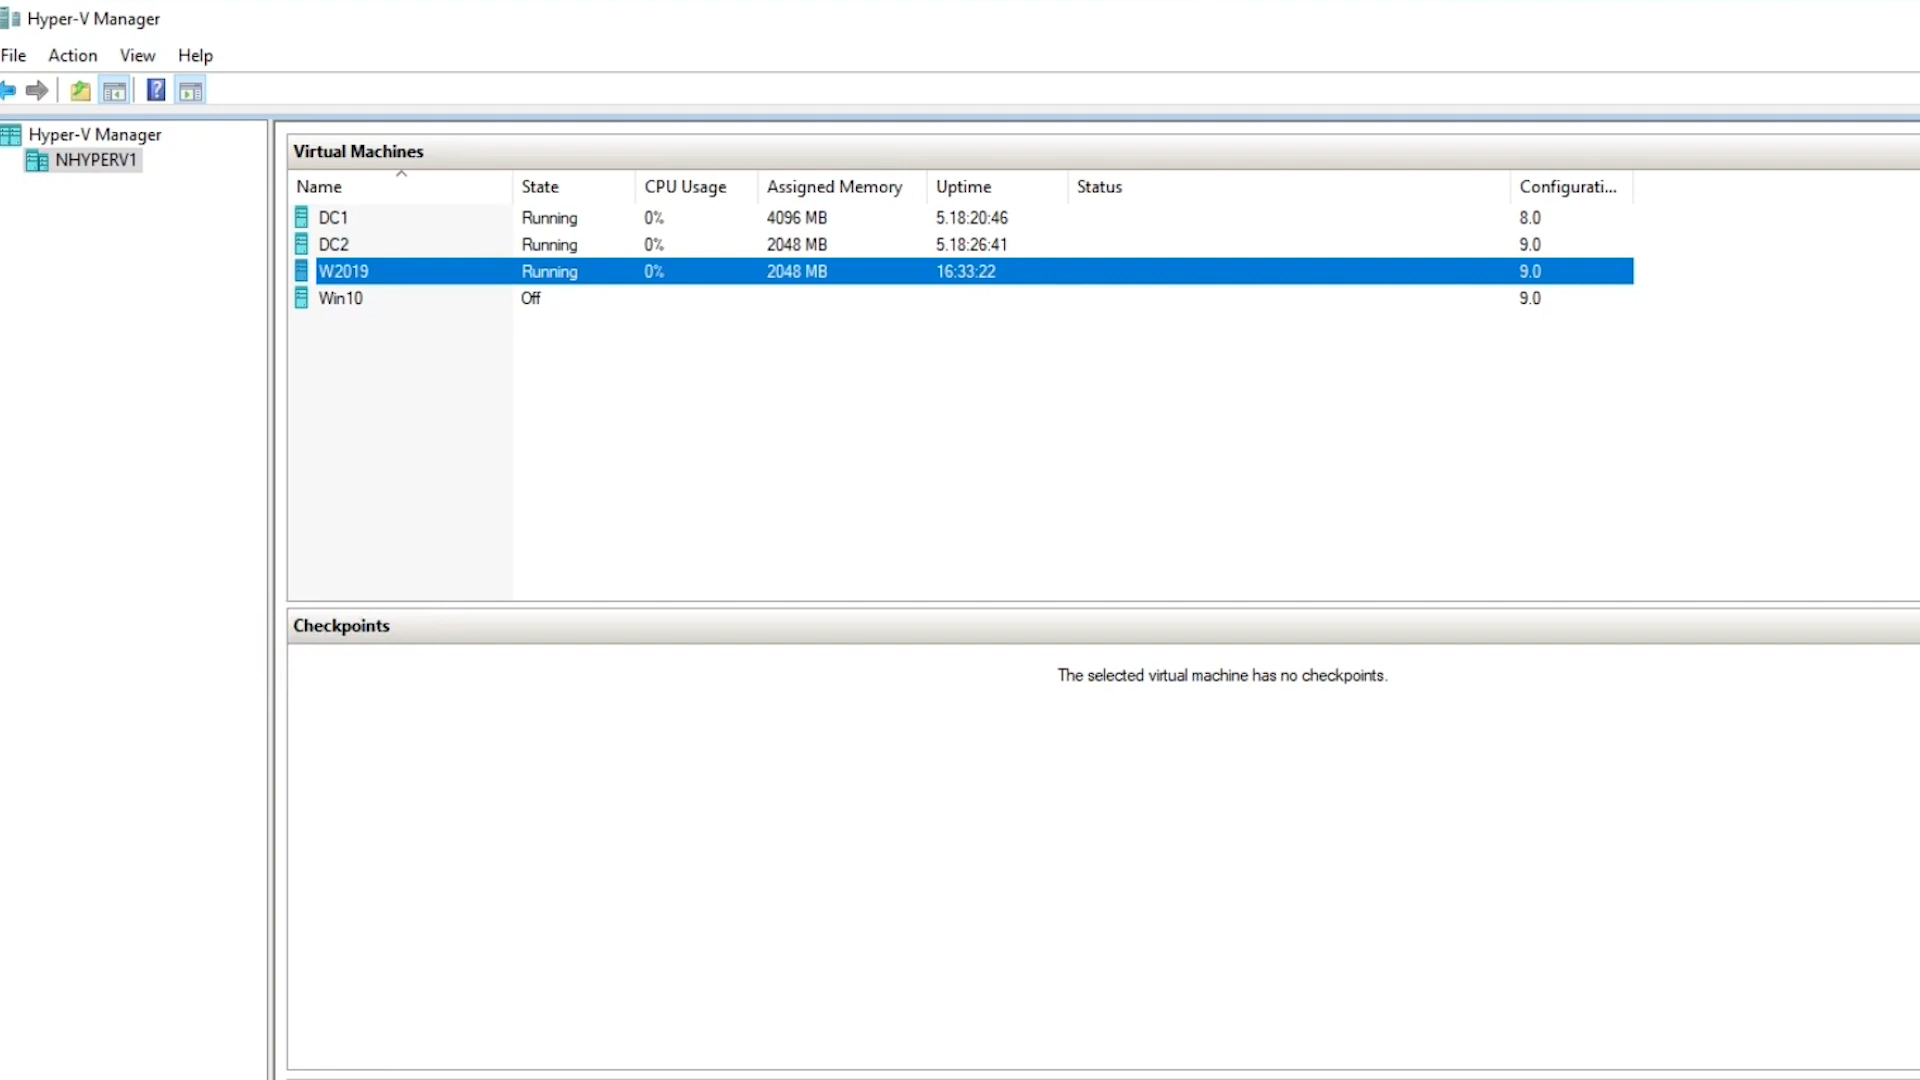 Hyper-V Manager
File Action View Help
Hyper-V Manager
NHYPERV1
Virtual Machines
Name State CPU Usage Assigned Memory Uptime Status Configurati...
DC1 Running 0% 4096 MB 5.18:20:46 8.0
DC2 Running 0% 2048 MB 5.18:26:41 9.0
W2019 Running 0% 2048 MB 16:33:22 9.0
Win10 Off 9.0
Checkpoints
The selected virtual machine has no checkpoints.